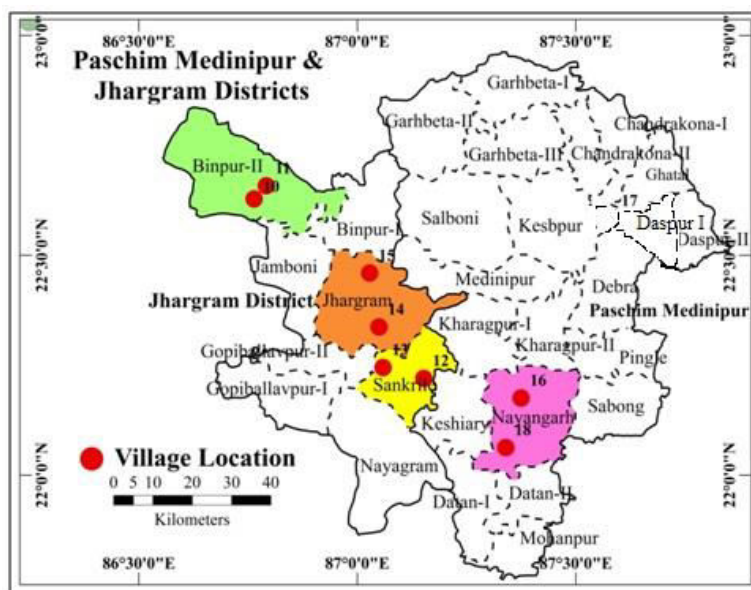 86°30'0"E 87°0'0"E 87°30'0"E
23°0'0"N 23°0'0"N
Paschim Medinipur &
Jhargram Districts
Garhbeta-I
Garhbeta-II
Chandrakona-I
Garhbeta-III
Chandrakona-II
Binpur-II
11
10
Ghatal
17
Salboni
Kesbpur
Daspur I
Binpur-I
Daspur-II
22°30'0"N 22°30'0"N
15
Jamboni
Medinipur
Debra
Jhargram District
Jhargram
14
Paschim Medinipur
Kharagpur-I
Kharagpur-II
Gopiballavpur-II
13
12
Pingle
Gopiballavpur-I
Sankrile
16
Sabong
Nayangarh
Keshiary
18
Village Location
Nayagram
0 5 10 20 30 40
Kilometers
22°0'0"N 22°0'0"N
Datan-I
Datan-II
Mohanpur
86°30'0"E 87°0'0"E 87°30'0"E